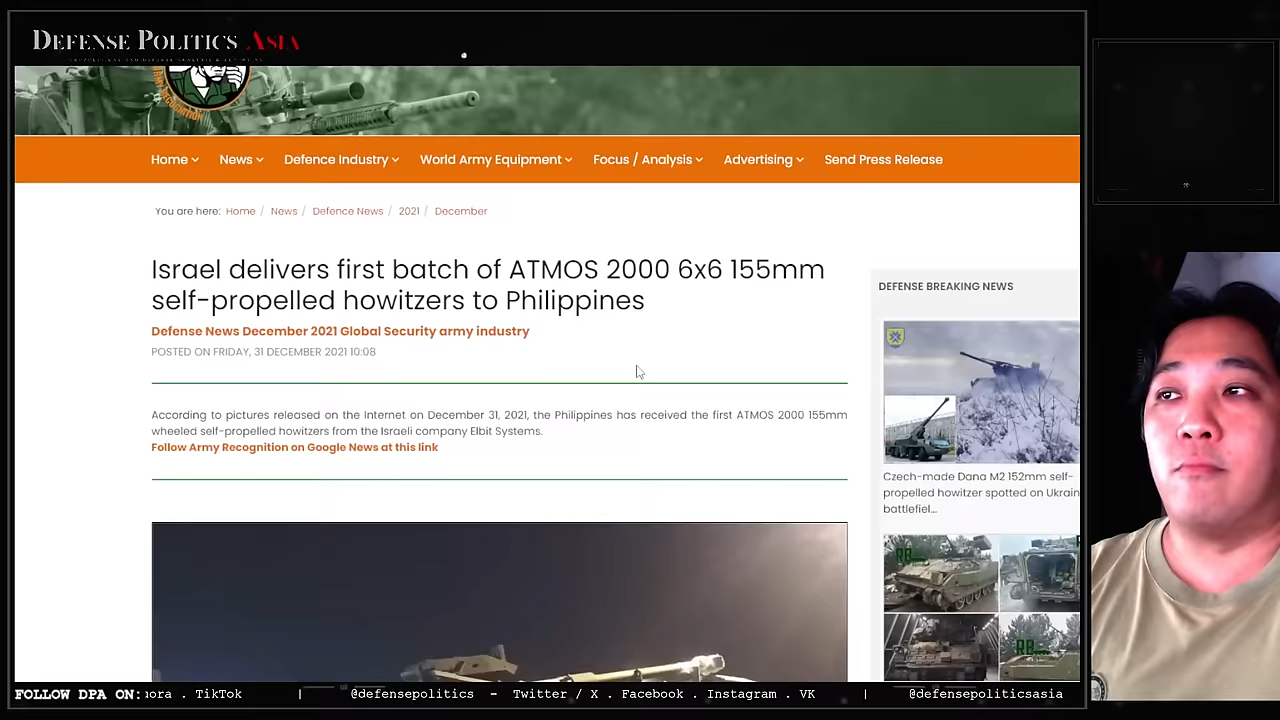 DEFENSE POLITICS ASIA
Home
News
Defence Industry
World Army Equipment
Focus / Analysis
Advertising
Send Press Release
You are here: Home / News / Defence News / 2021 / December
Israel delivers first batch of ATMOS 2000 6x6 155mm
self-propelled howitzers to Philippines
Defense News December 2021 Global Security army industry
POSTED ON FRIDAY, 31 DECEMBER 2021 10:08
According to pictures released on the Internet on December 31, 2021, the Philippines has received the first ATMOS 2000 155mm
wheeled self-propelled howitzers from the Israeli company Elbit Systems.
Follow Army Recognition on Google News at this link
DEFENSE BREAKING NEWS
Czech-made Dana M2 152mm self-
propelled howitzer spotted on Ukrain
battlefiel...
RB
RB
FOLLOW DPA ON: ora . TikTok | @defensepolitics - Twitter / X . Facebook . Instagram . VK | @defensepoliticsasia